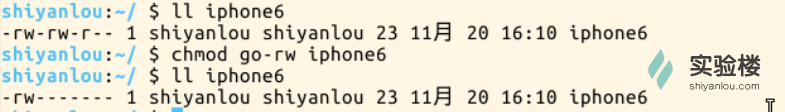 shiyanlou:~/ $ ll iphone6
-rw-rw-r-- 1 shiyanlou shiyanlou 23 11月 20 16:10 iphone6
shiyanlou:~/ $ chmod go-rw iphone6
shiyanlou:~/ $ ll iphone6
-rw------- 1 shiyanlou shiyanlou 23 11月 20 16:10 iphone6
实验楼
shiyanlou.com